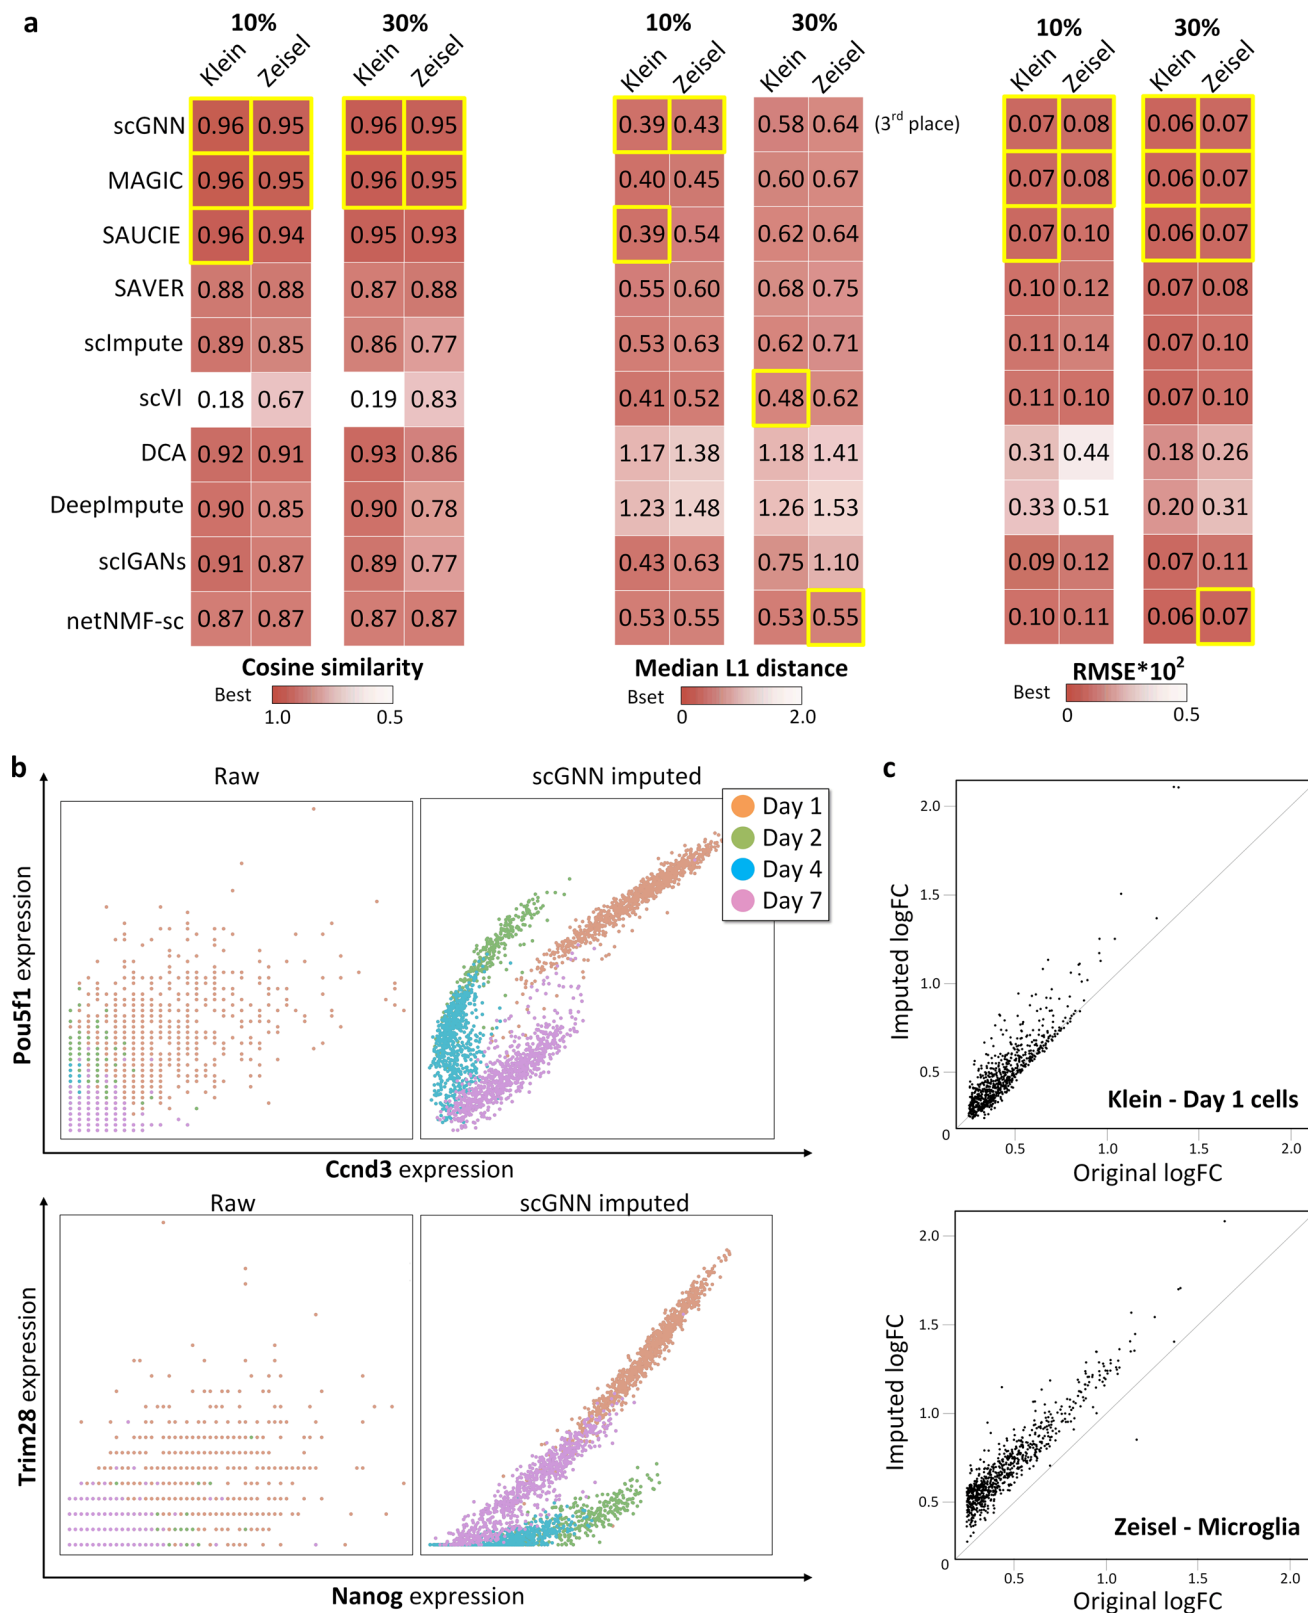 a
10% 30% 10% 30% 10% 30%
Klein Zeisel Klein Zeisel Klein Zeisel Klein Zeisel Klein Zeisel Klein Zeisel
scGNN 0.96 0.95 0.96 0.95 0.39 0.43 0.58 0.64 (3rd place) 0.07 0.08 0.06 0.07
MAGIC 0.96 0.95 0.96 0.95 0.40 0.45 0.60 0.67 0.07 0.08 0.06 0.07
SAUCIE 0.96 0.94 0.95 0.93 0.39 0.54 0.62 0.64 0.07 0.10 0.06 0.07
SAVER 0.88 0.88 0.87 0.88 0.55 0.60 0.68 0.75 0.10 0.12 0.07 0.08
scImpute 0.89 0.85 0.86 0.77 0.53 0.63 0.62 0.71 0.11 0.14 0.07 0.10
scVI 0.18 0.67 0.19 0.83 0.41 0.52 0.48 0.62 0.11 0.10 0.07 0.10
DCA 0.92 0.91 0.93 0.86 1.17 1.38 1.18 1.41 0.31 0.44 0.18 0.26
DeepImpute 0.90 0.85 0.90 0.78 1.23 1.48 1.26 1.53 0.33 0.51 0.20 0.31
scIGANs 0.91 0.87 0.89 0.77 0.43 0.63 0.75 1.10 0.09 0.12 0.07 0.11
netNMF-sc 0.87 0.87 0.87 0.87 0.53 0.55 0.53 0.55 0.10 0.11 0.06 0.07
Cosine similarity Median L1 distance RMSE*10²
Best Bset Best
1.0 0.5 0 2.0 0 0.5
b
Raw scGNN imputed
Day 1
Day 2
Day 4
Day 7
Pou5f1 expression
Ccnd3 expression
Raw scGNN imputed
Trim28 expression
Nanog expression
c
2.0
1.5
1.0
0.5
0
Imputed logFC
Klein - Day 1 cells
0.5 1.0 1.5 2.0
Original logFC
2.0
1.5
1.0
0.5
0
Imputed logFC
Zeisel - Microglia
0.5 1.0 1.5 2.0
Original logFC